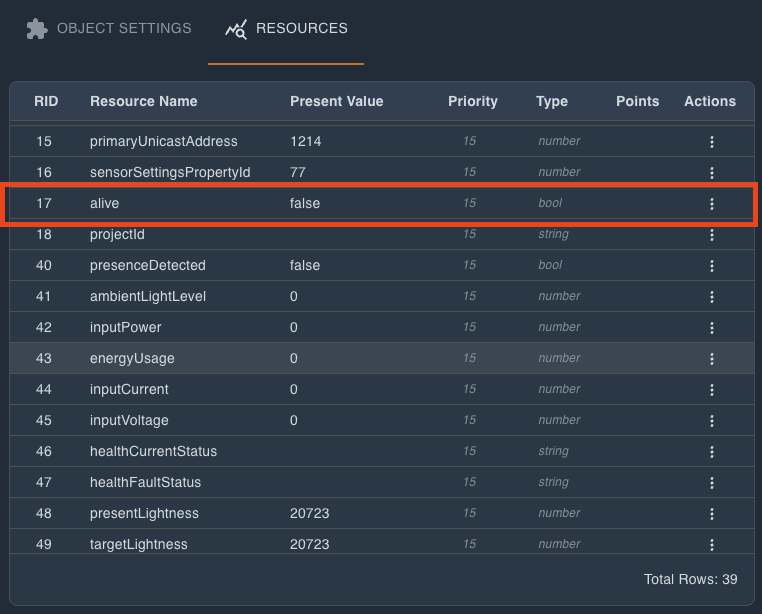 OBJECT SETTINGS RESOURCES
RID Resource Name Present Value Priority Type Points Actions
15 primaryUnicastAddress 1214 15 number
16 sensorSettingsPropertyId 77 15 number
17 alive false 15 bool
18 projectId 15 string
40 presenceDetected false 15 bool
41 ambientLightLevel 0 15 number
42 inputPower 0 15 number
43 energyUsage 0 15 number
44 inputCurrent 0 15 number
45 inputVoltage 0 15 number
46 healthCurrentStatus 15 string
47 healthFaultStatus 15 string
48 presentLightness 20723 15 number
49 targetLightness 20723 15 number
Total Rows: 39